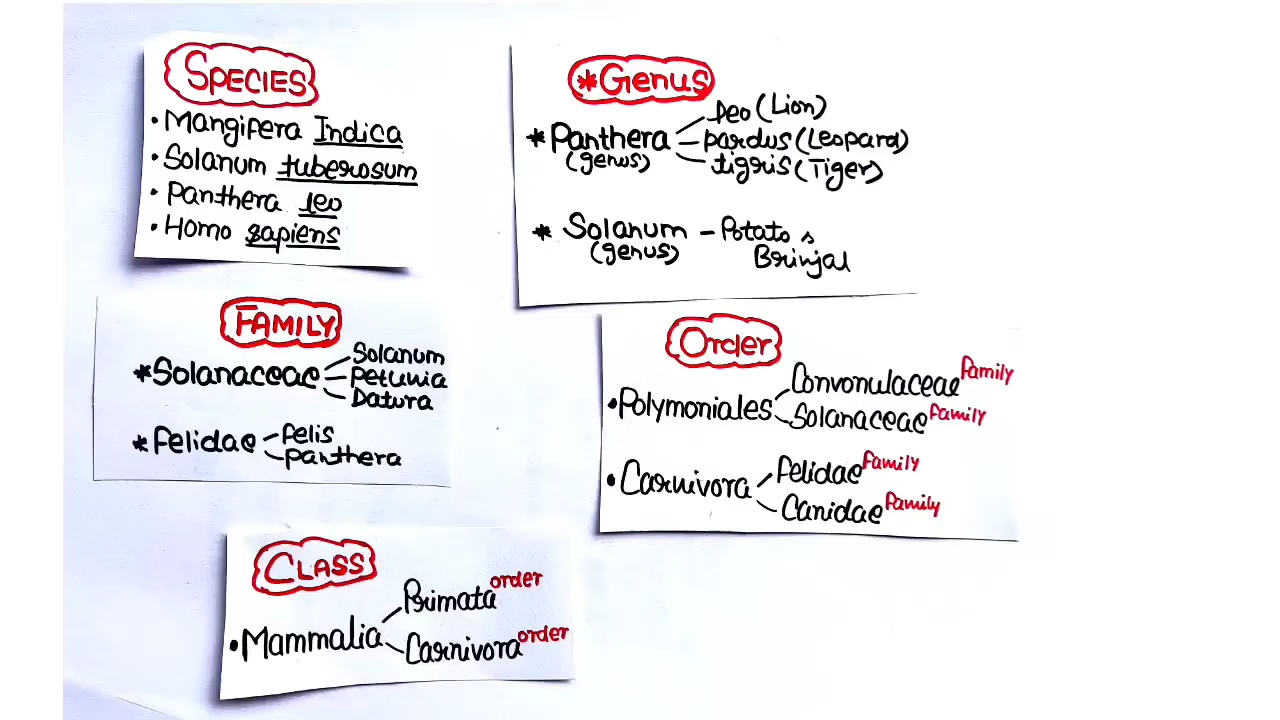 SPECIES
• Mangifera Indica
• Solanum tuberosum
• Panthera leo
• Homo sapiens
*Genus
* Panthera
(genus)
leo (Lion)
pardus (Leopard)
tigris (Tiger)
* Solanum - Potato,
(genus)
Brinjal
FAMILY
*Solanaceae
Solanum
Petunia
Datura
*Felidae
felis
panthera
Order
• Polymoniales
Convonulaceae family
Solanaceae family
• Carnivora
Felidae family
Canidae family
CLASS
• Mammalia
Primata order
Carnivora order